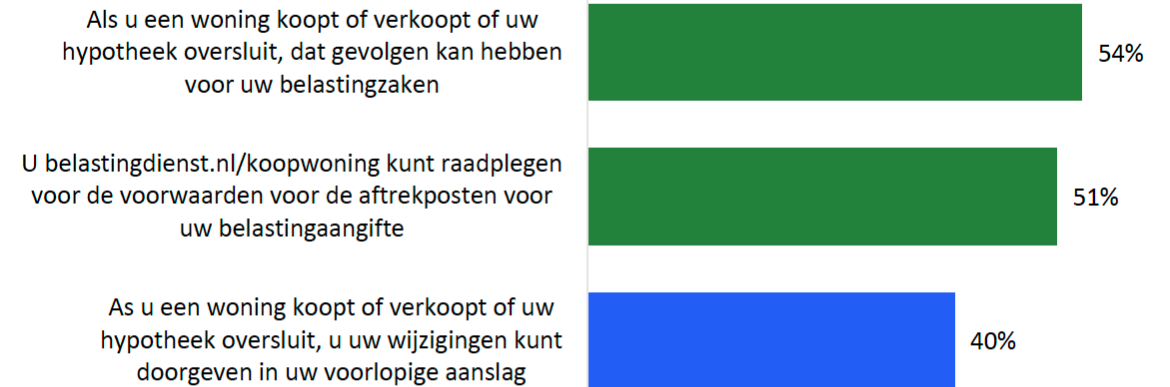 Als u een woning koopt of verkoopt of uw
hypotheek oversluit, dat gevolgen kan hebben
voor uw belastingzaken
54%
U belastingdienst.nl/koopwoning kunt raadplegen
voor de voorwaarden voor de aftrekposten voor
uw belastingaangifte
51%
As u een woning koopt of verkoopt of uw
hypotheek oversluit, u uw wijzigingen kunt
doorgeven in uw voorlopige aanslag
40%